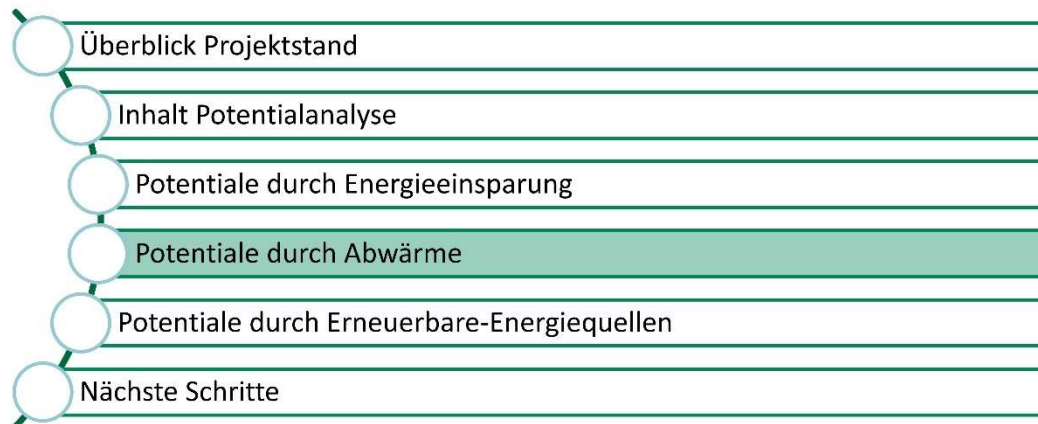 Überblick Projektstand
Inhalt Potentialanalyse
Potentiale durch Energieeinsparung
Potentiale durch Abwärme
Potentiale durch Erneuerbare-Energiequellen
Nächste Schritte